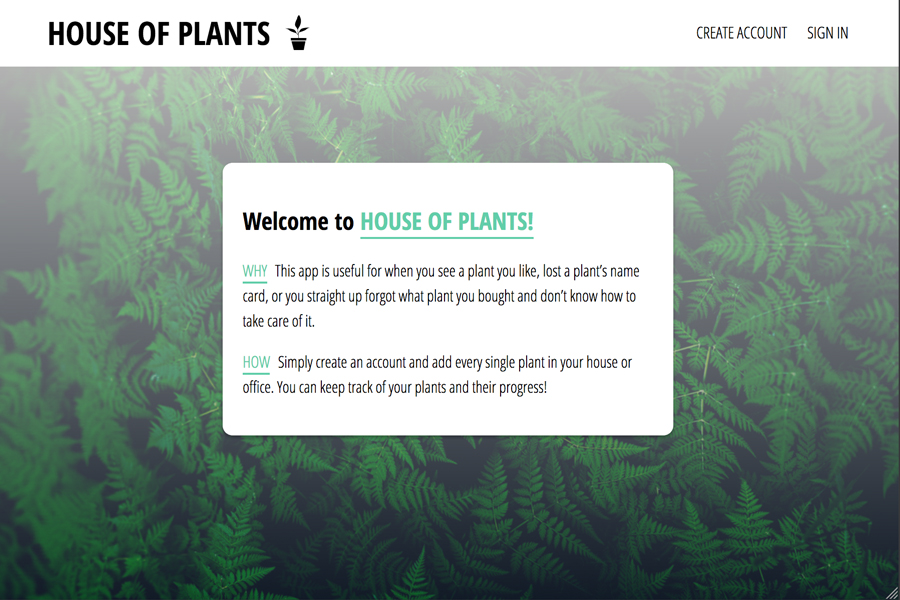 HOUSE OF PLANTS
CREATE ACCOUNT SIGN IN
Welcome to HOUSE OF PLANTS!
WHY This app is useful for when you see a plant you like, lost a plant’s name
card, or you straight up forgot what plant you bought and don’t know how to
take care of it.
HOW Simply create an account and add every single plant in your house or
office. You can keep track of your plants and their progress!